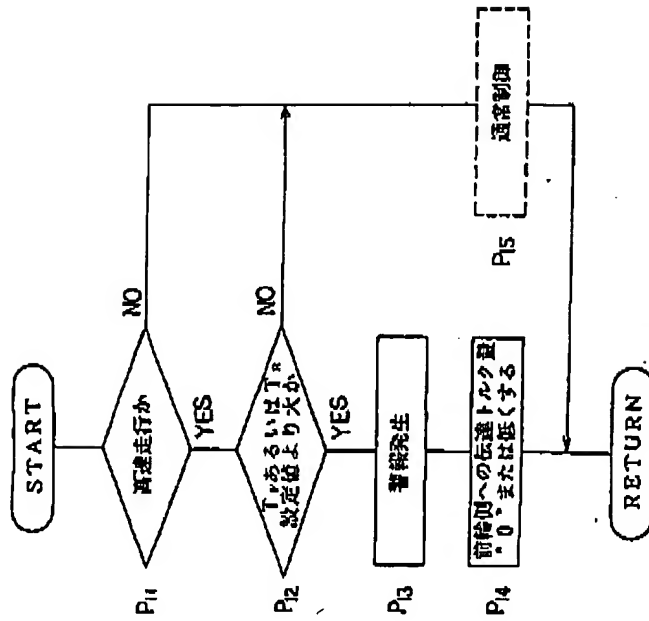 START
P11
高速走行か
NO
YES
P12
TFあるいはTR
設定値より大か
NO
YES
P13
警報発生
P14
前輪側への伝達トルク量
"0"または低くする
P15
通常制御
RETURN